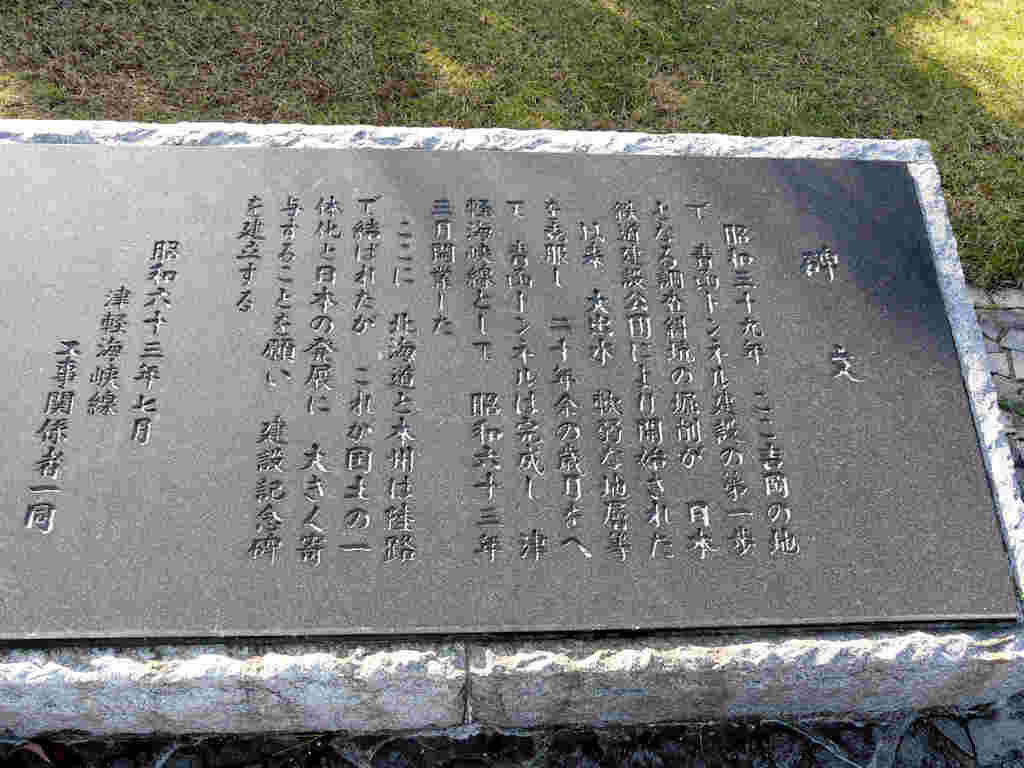 碑 文
昭和三十九年 ここ吉岡の地
で 青函トンネル建設の第一歩
となる調査斜坑の掘削が 日本
鉄道建設公団により開始された
以来 大出水 軟弱な地層等
を克服し 二十年余の歳月をへ
て 青函トンネルは完成し 津
軽海峡線として 昭和六十三年
三月開業した
ここに 北海道と本州は陸路
で結ばれたが これが国土の一
体化と日本の発展に 大きく寄
与することを願い 建設記念碑
を建立する
昭和六十三年七月
津軽海峡線
工事関係者一同